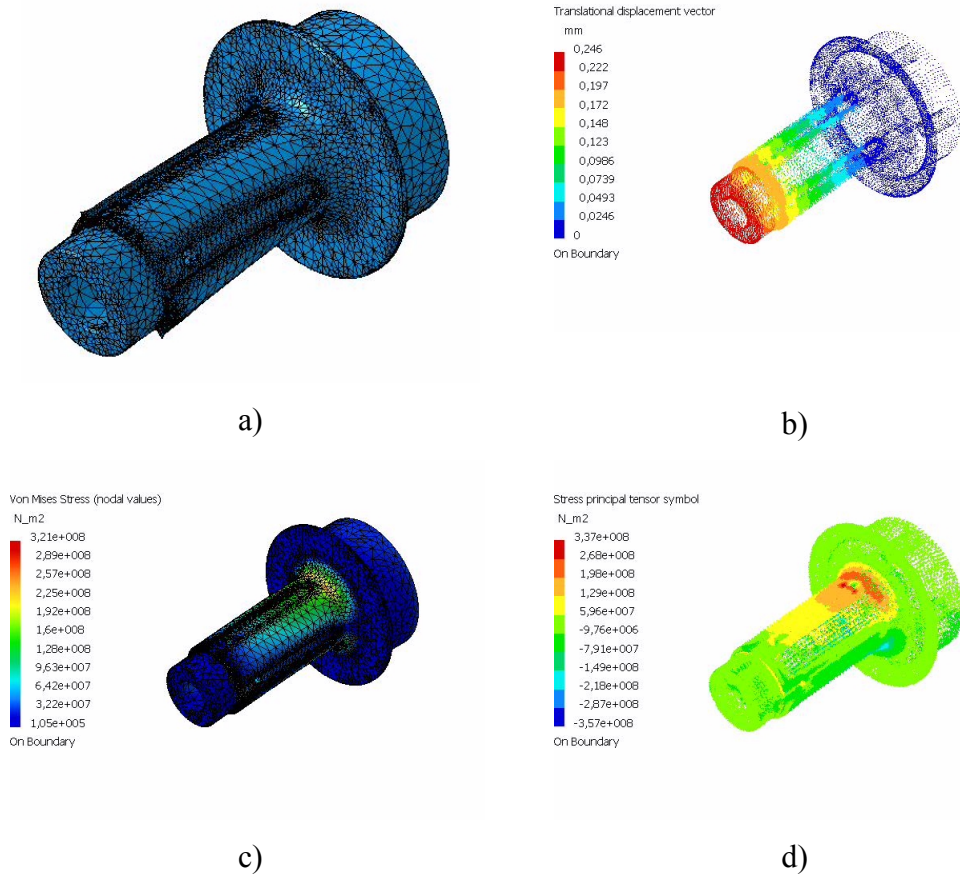 Translational displacement vector
mm
0,246
0,222
0,197
0,172
0,148
0,123
0,0986
0,0739
0,0493
0,0246
0
On Boundary
a)
b)
Von Mises Stress (nodal values)
N_m2
3,21e+008
2,89e+008
2,57e+008
2,25e+008
1,92e+008
1,6e+008
1,28e+008
9,63e+007
6,42e+007
3,22e+007
1,05e+005
On Boundary
Stress principal tensor symbol
N_m2
3,37e+008
2,68e+008
1,98e+008
1,29e+008
5,96e+007
-9,76e+006
-7,91e+007
-1,49e+008
-2,18e+008
-2,87e+008
-3,57e+008
On Boundary
c)
d)